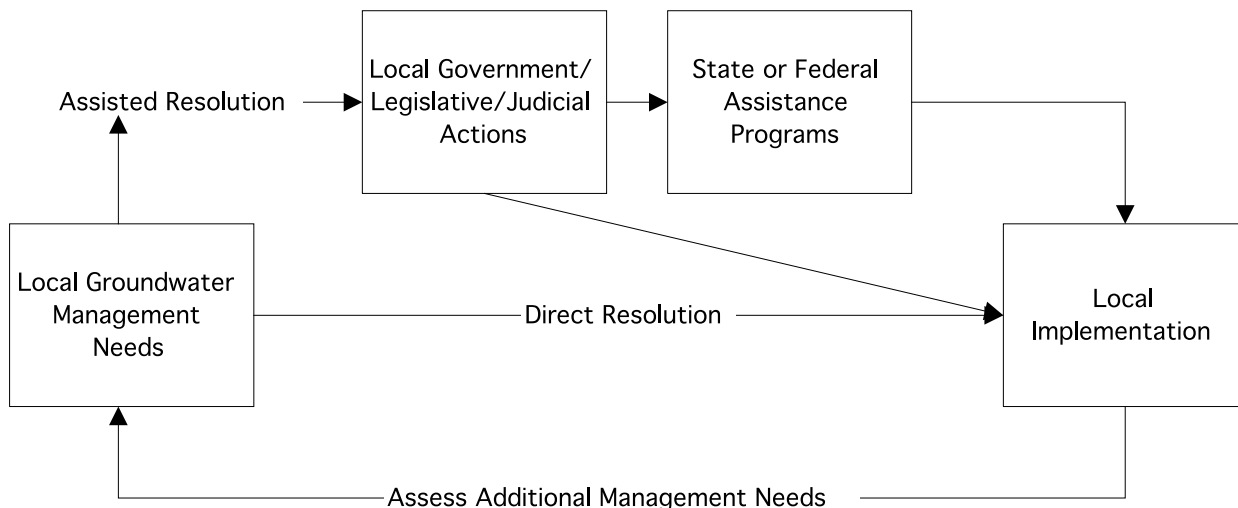 Assisted Resolution
Local Government/
Legislative/Judicial
Actions
State or Federal
Assistance
Programs
Local Groundwater
Management
Needs
Direct Resolution
Local
Implementation
Assess Additional Management Needs